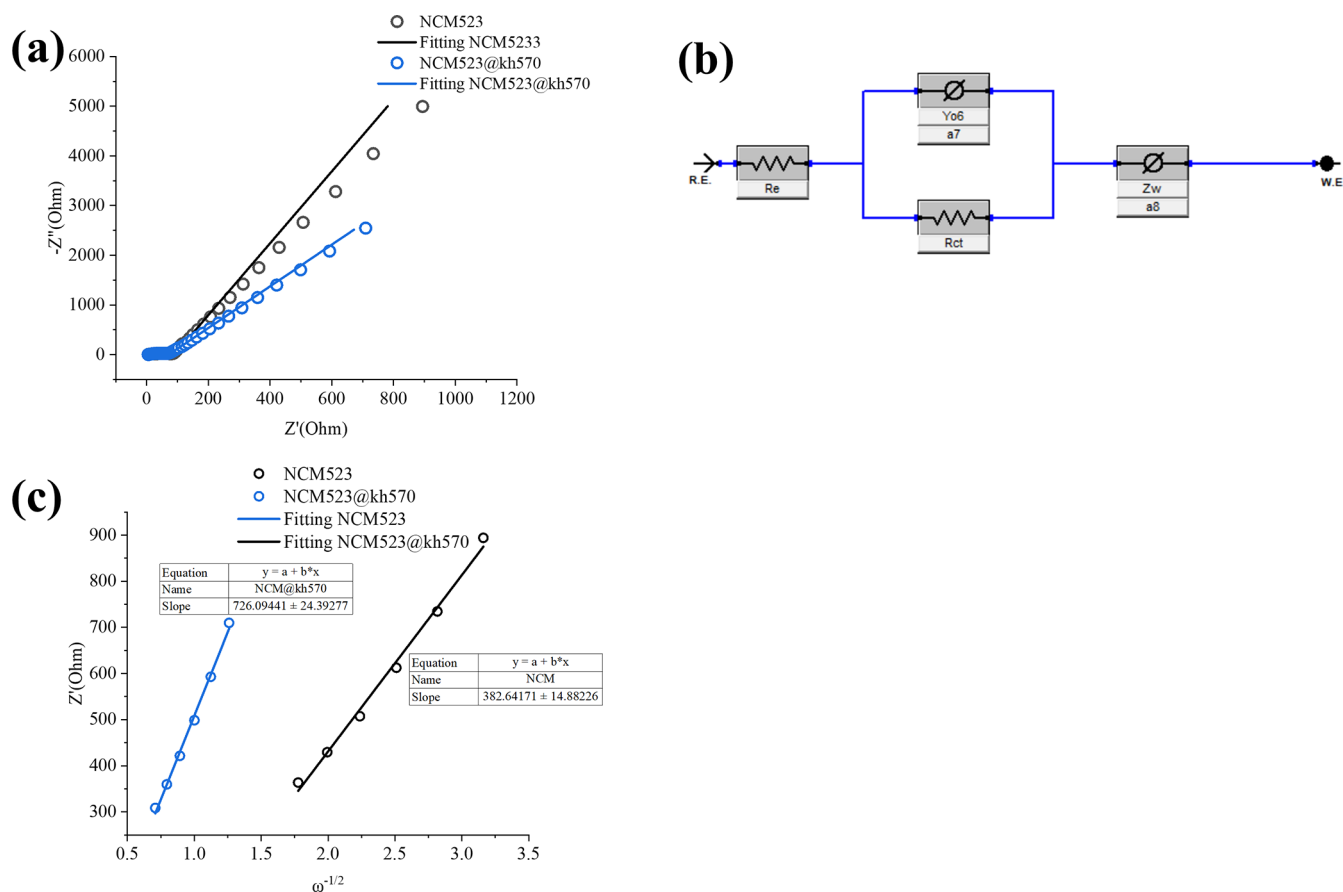 (a)
NCM523
Fitting NCM5233
NCM523@kh570
Fitting NCM523@kh570
6000
5000
4000
3000
2000
1000
0
-Z"(Ohm)
0 200 400 600 800 1000 1200
Z'(Ohm)
(b)
R.E.
Re
Yo6
a7
Rct
Zw
a8
W.E
(c)
NCM523
NCM523@kh570
Fitting NCM523
Fitting NCM523@kh570
900
800
700
600
500
400
300
Z'(Ohm)
Equation y = a + b*x
Name NCM@kh570
Slope 726.09441 ± 24.39277
Equation y = a + b*x
Name NCM
Slope 382.64171 ± 14.88226
0.5 1.0 1.5 2.0 2.5 3.0 3.5
ω-1/2